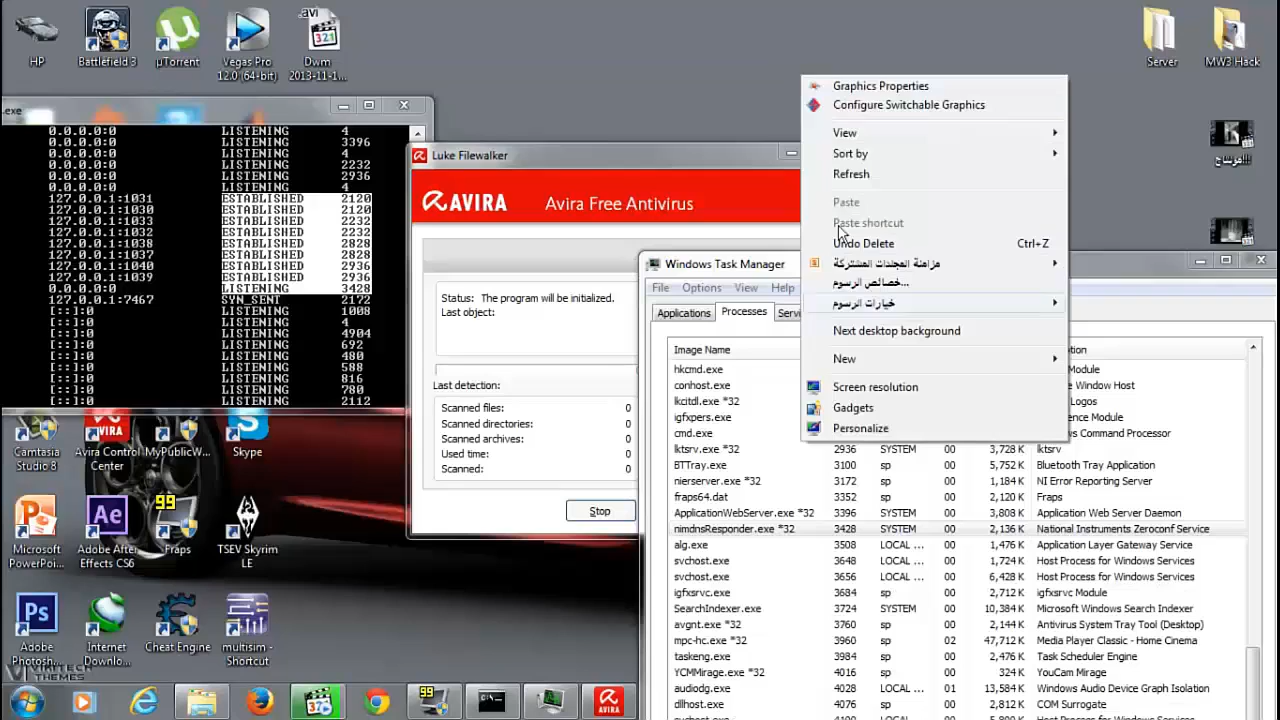 HP
Battlefield 3
µTorrent
Vegas Pro
12.0 (64-bit)
avi
321
Dwm
2013-11-1...
Server
MW3 Hack
.exe
0.0.0.0:0 LISTENING 4
0.0.0.0:0 LISTENING 3396
0.0.0.0:0 LISTENING 4
0.0.0.0:0 LISTENING 2232
0.0.0.0:0 LISTENING 2936
0.0.0.0:0 LISTENING 4
127.0.0.1:1031 ESTABLISHED 2120
127.0.0.1:1030 ESTABLISHED 2120
127.0.0.1:1033 ESTABLISHED 2232
127.0.0.1:1032 ESTABLISHED 2232
127.0.0.1:1038 ESTABLISHED 2828
127.0.0.1:1037 ESTABLISHED 2828
127.0.0.1:1040 ESTABLISHED 2936
127.0.0.1:1039 ESTABLISHED 2936
0.0.0.0:0 LISTENING 3428
127.0.0.1:7467 SYN_SENT 2172
[::]:0 LISTENING 1008
[::]:0 LISTENING 4
[::]:0 LISTENING 4904
[::]:0 LISTENING 692
[::]:0 LISTENING 480
[::]:0 LISTENING 588
[::]:0 LISTENING 816
[::]:0 LISTENING 780
[::]:0 LISTENING 2112
Luke Filewalker
AVIRA Avira Free Antivirus
Status: The program will be initialized.
Last object:
Last detection:
Scanned files: 0
Scanned directories: 0
Scanned archives: 0
Used time: 0
Scanned: 0
Stop
Graphics Properties
Configure Switchable Graphics
View
Sort by
Refresh
Paste
Paste shortcut
Undo Delete Ctrl+Z
مزامنة المجلدات المشتركة
خصائص الرسوم...
خيارات الرسوم
Next desktop background
New
Screen resolution
Gadgets
Personalize
Windows Task Manager
File Options View Help
Applications Processes Serv
Image Name
hkcmd.exe Module
conhost.exe e Window Host
lkcitdl.exe *32 Logos
igfxpers.exe ence Module
cmd.exe ws Command Processor
lktsrv.exe *32 2936 SYSTEM 00 3,728 K lktsrv
BTTray.exe 3100 sp 00 5,752 K Bluetooth Tray Application
nierserver.exe *32 3172 sp 00 1,184 K NI Error Reporting Server
fraps64.dat 3352 sp 00 2,096 K Fraps
ApplicationWebServer.exe *32 3396 SYSTEM 00 3,808 K Application Web Server Daemon
nimdnsResponder.exe *32 3428 SYSTEM 00 2,136 K National Instruments Zeroconf Service
alg.exe 3508 LOCAL ... 00 1,476 K Application Layer Gateway Service
svchost.exe 3648 LOCAL ... 00 1,872 K Host Process for Windows Services
svchost.exe 3656 LOCAL ... 00 6,428 K Host Process for Windows Services
igfxsrvc.exe 3684 sp 00 2,712 K igfxsrvc Module
SearchIndexer.exe 3724 SYSTEM 00 10,384 K Microsoft Windows Search Indexer
avgnt.exe *32 3792 sp 00 2,144 K Antivirus System Tray Tool (Desktop)
mpc-hc.exe *32 3960 sp 02 47,712 K Media Player Classic - Home Cinema
taskeng.exe 3984 sp 00 2,476 K Task Scheduler Engine
YCMMirage.exe *32 4016 sp 00 324 K YouCam Mirage
audiodg.exe 4028 LOCAL ... 01 13,584 K Windows Audio Device Graph Isolation
dllhost.exe 4076 sp 00 2,812 K COM Surrogate
Camtasia
Studio 8
Avira Control
Center
MyPublicW...
Skype
Microsoft
PowerPoi...
Adobe After
Effects CS6
99
Fraps
TSEV Skyrim
LE
Adobe
Photosh...
Internet
Downlo...
Cheat Engine
multisim -
Shortcut
THEMES
AVIRA